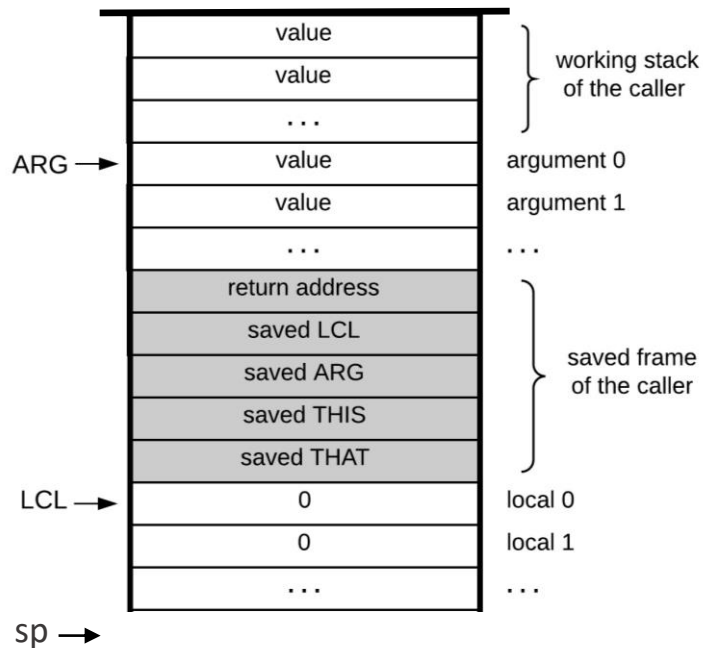 value
value
working stack
of the caller
...
ARG
value
argument 0
value
argument 1
...
...
return address
saved LCL
saved ARG
saved frame
of the caller
saved THIS
saved THAT
LCL
0
local 0
0
local 1
...
...
sp